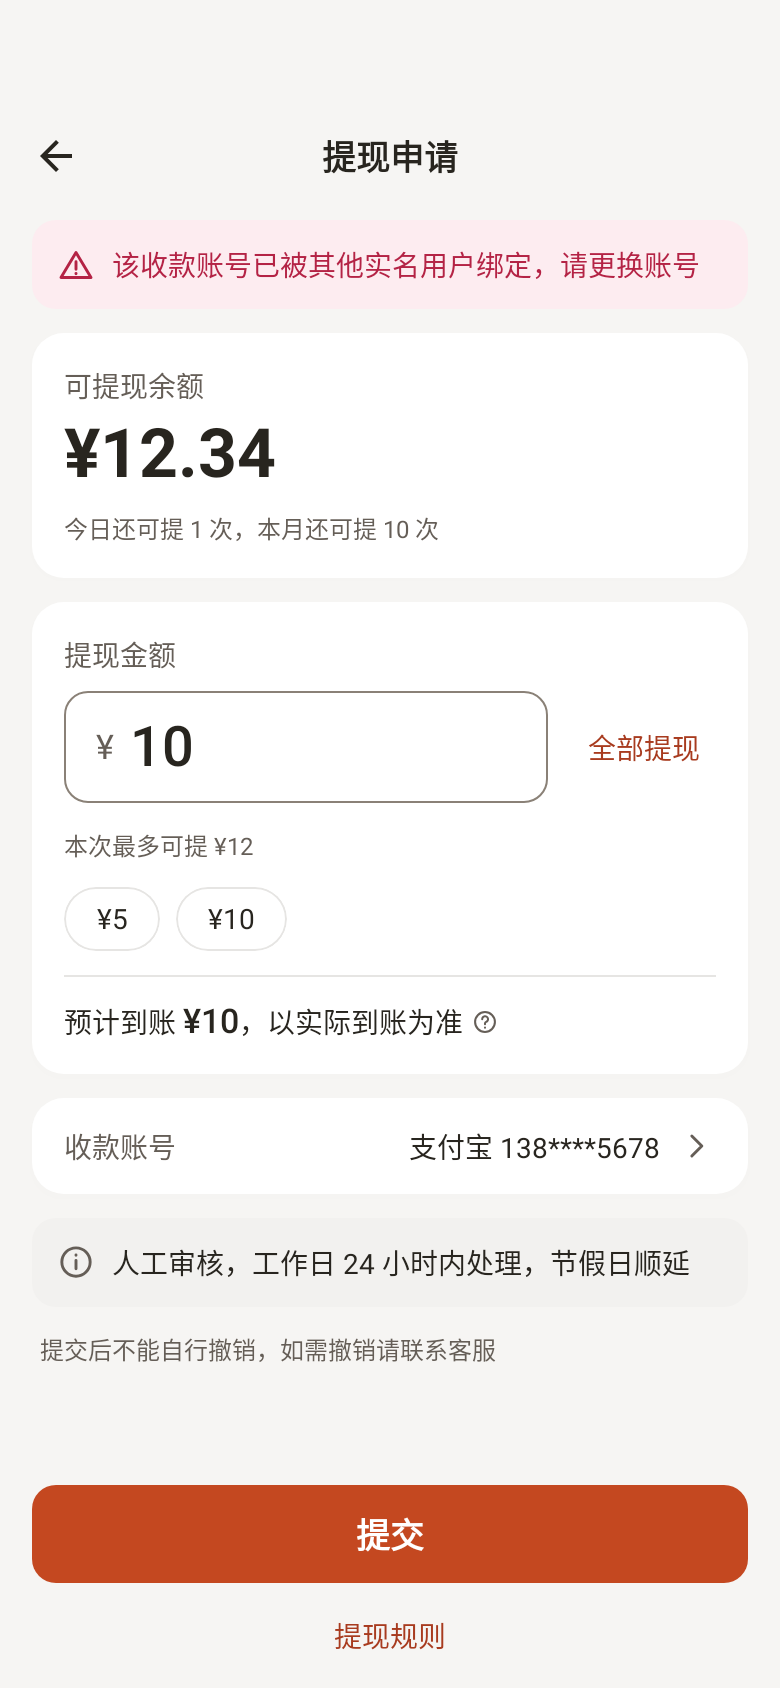 提现申请
该收款账号已被其他实名用户绑定，请更换账号
可提现余额
¥12.34
今日还可提 1 次，本月还可提 10 次
提现金额
¥ 10
全部提现
本次最多可提 ¥12
¥5 ¥10
预计到账 ¥10，以实际到账为准
收款账号 支付宝 138****5678
人工审核，工作日 24 小时内处理，节假日顺延
提交后不能自行撤销，如需撤销请联系客服
提交
提现规则